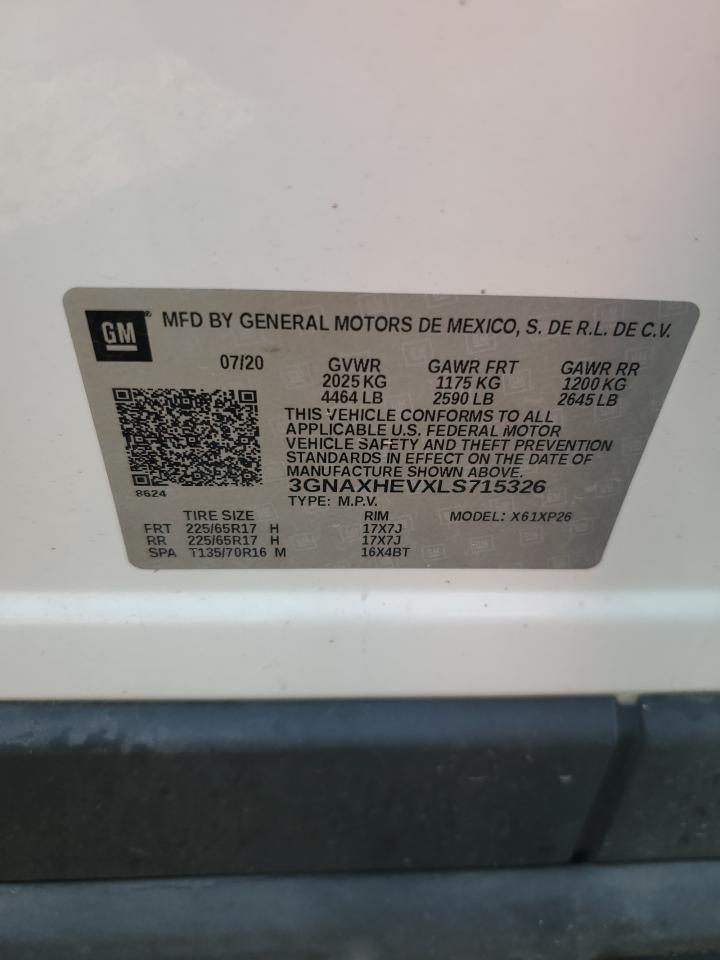 GM
MFD BY GENERAL MOTORS DE MEXICO, S. DE R.L. DE C.V.
07/20 GVWR GAWR FRT GAWR RR
2025 KG 1175 KG 1200 KG
4464 LB 2590 LB 2645 LB
THIS VEHICLE CONFORMS TO ALL
APPLICABLE U.S. FEDERAL MOTOR
VEHICLE SAFETY AND THEFT PREVENTION
STANDARDS IN EFFECT ON THE DATE OF
MANUFACTURE SHOWN ABOVE.
3GNAXHEVXLS715326
8624 TYPE: M.P.V.
TIRE SIZE RIM MODEL: X61XP26
FRT 225/65R17 H 17X7J
RR 225/65R17 H 17X7J
SPA T135/70R16 M 16X4BT